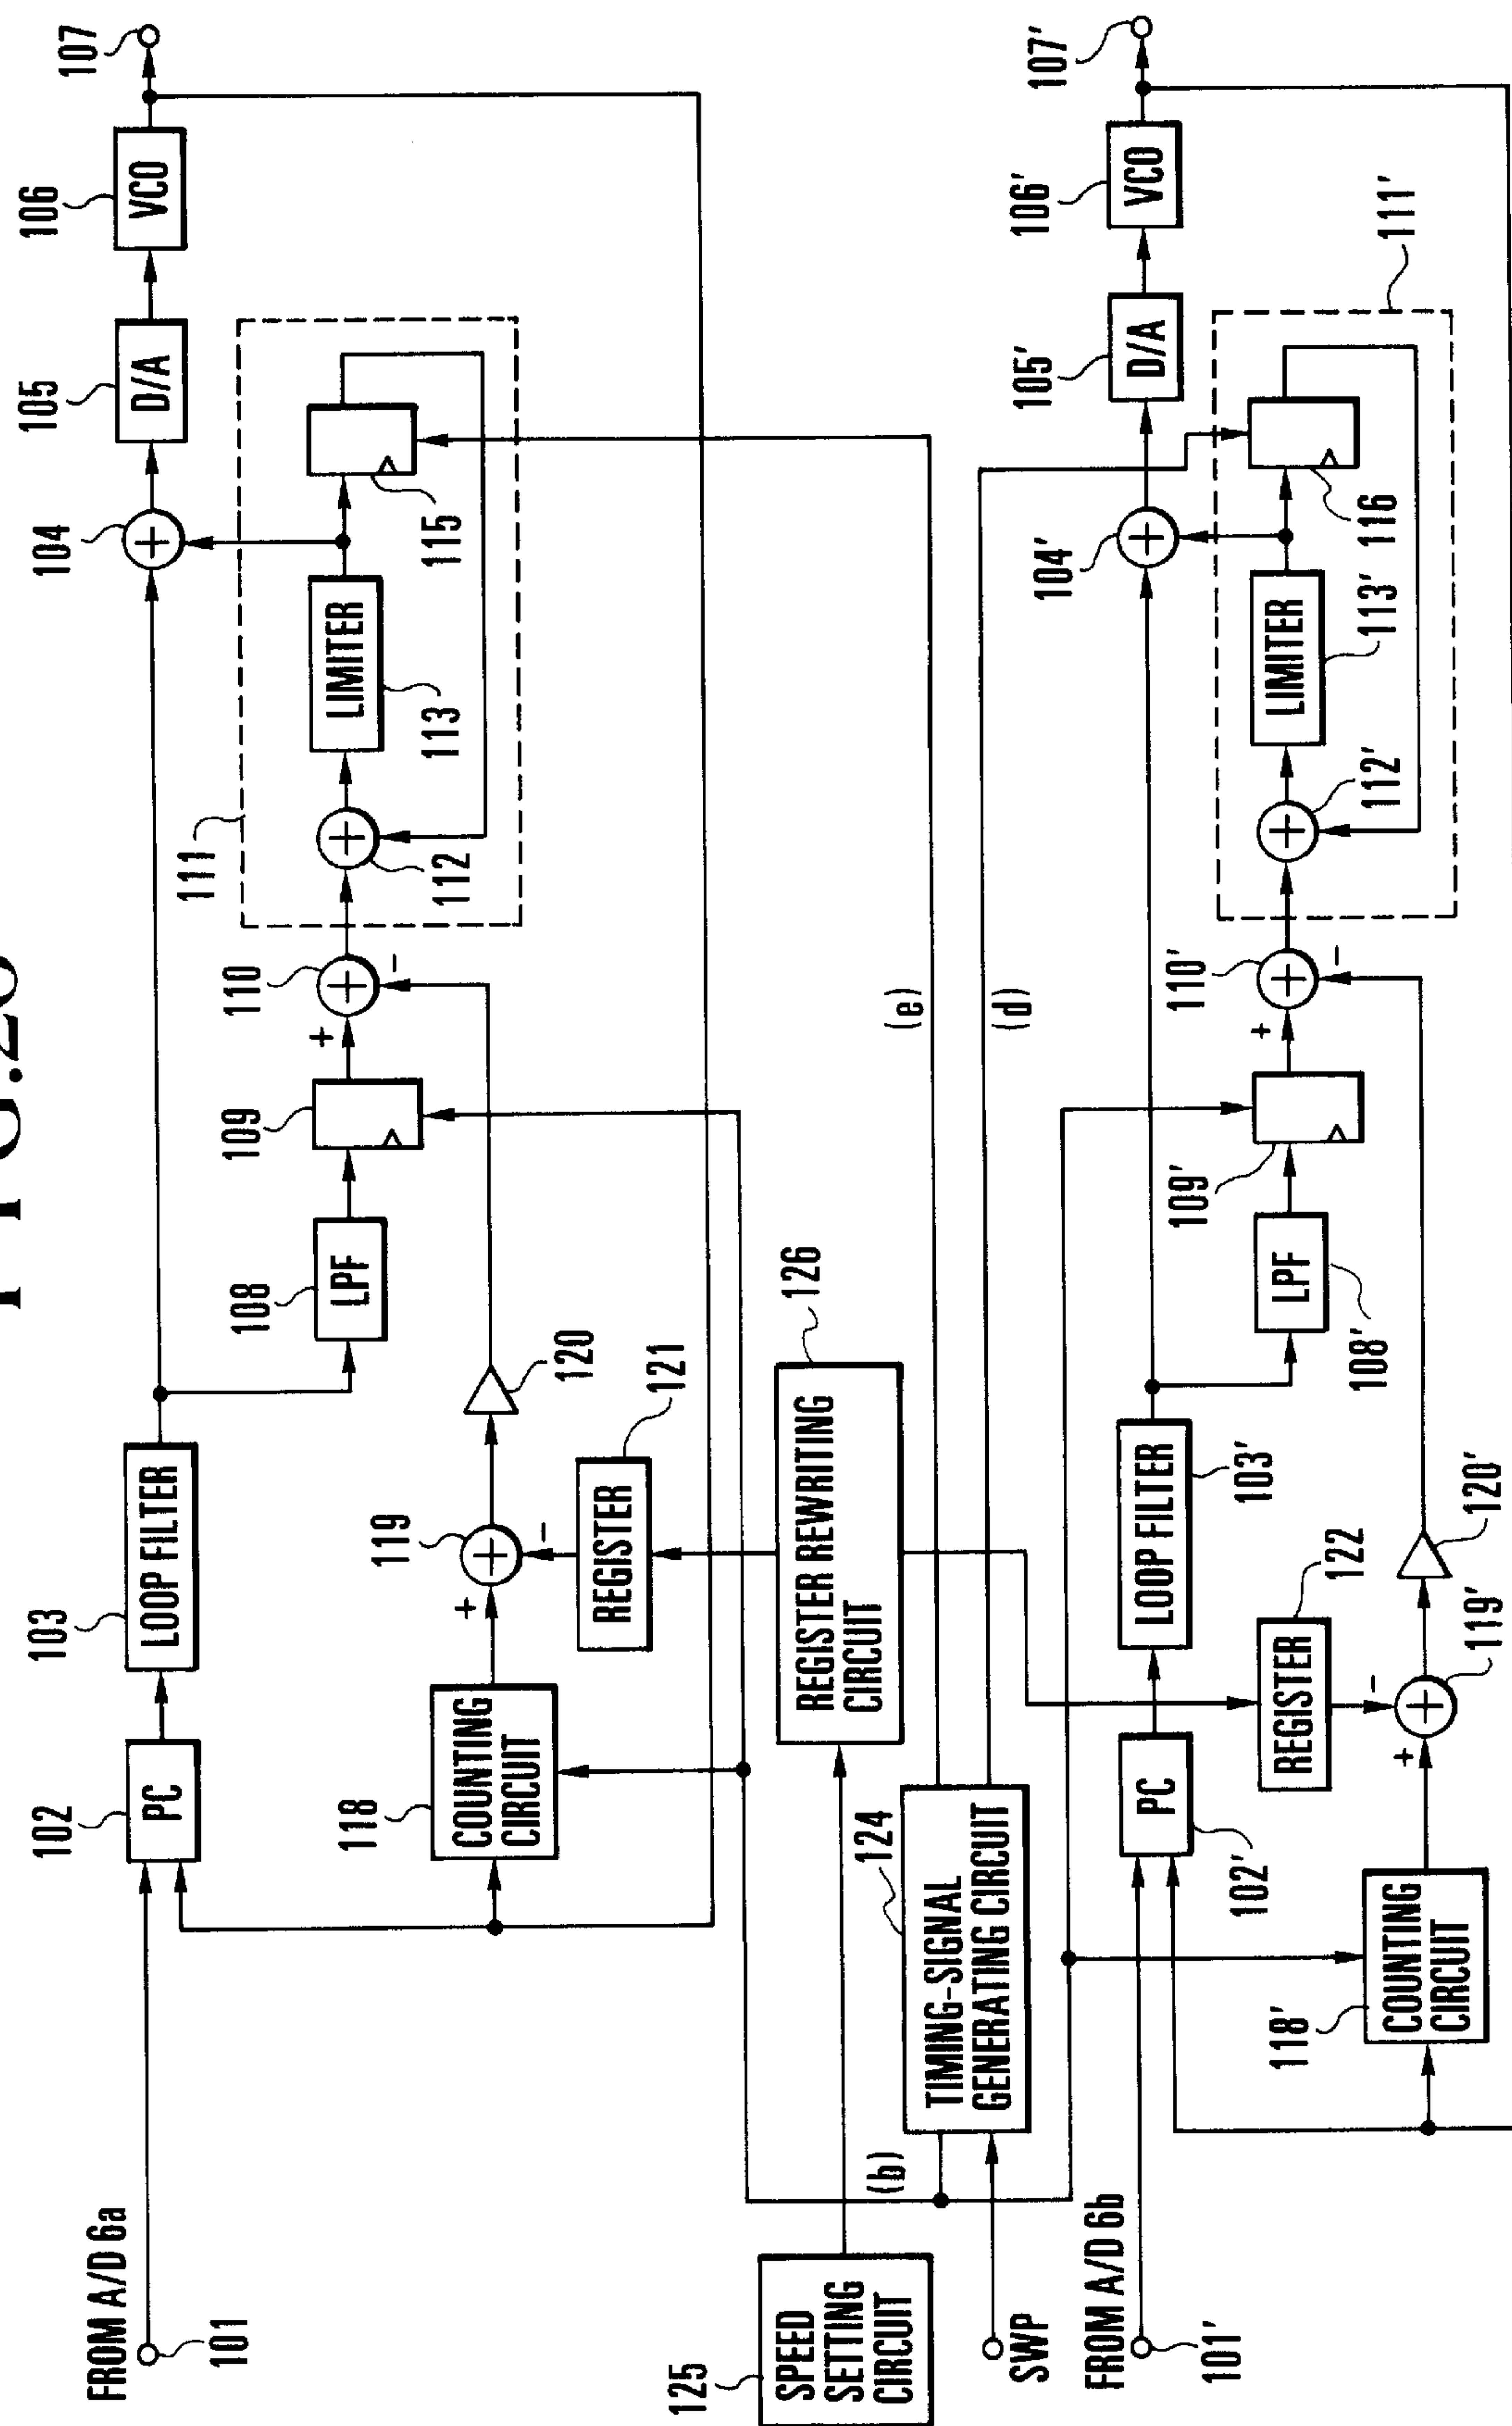 FROM A/D 6a
101
102
PC
103
LOOP FILTER
104
105
D/A
106
VCO
107
108
LPF
109
+
110
-
111
112
LIMITER
113
115
118
COUNTING
CIRCUIT
119
+
-
120
REGISTER
121
125
SPEED
SETTING
CIRCUIT
REGISTER REWRITING
CIRCUIT
126
(b)
SWP
124
TIMING-SIGNAL
GENERATING CIRCUIT
(e)
(d)
FROM A/D 6b
101'
PC
102'
LOOP FILTER
103'
104'
105'
D/A
106'
VCO
107'
LPF
108'
109'
+
110'
-
111'
112'
LIMITER
113'
116
REGISTER
122
118'
COUNTING
CIRCUIT
+
-
119'
120'